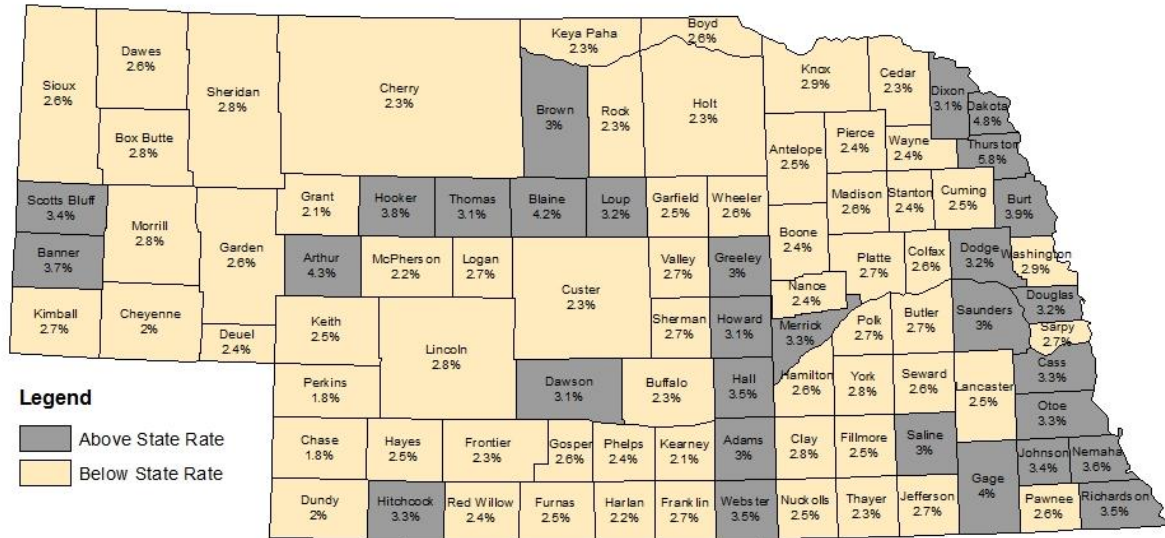 Boyd
2.6%
Keya Paha
2.3%
Dawes
2.6%
Knox
2.9%
Cedar
2.3%
Sioux
2.6%
Sheridan
2.8%
Cherry
2.3%
Brown
3%
Rock
2.3%
Holt
2.3%
Dixon
3.1%
Dakota
4.8%
Box Butte
2.8%
Antelope
2.5%
Pierce
2.4%
Wayne
2.4%
Thurston
5.8%
Scotts Bluff
3.4%
Grant
2.1%
Hooker
3.8%
Thomas
3.1%
Blaine
4.2%
Loup
3.2%
Garfield
2.5%
Wheeler
2.6%
Madison
2.6%
Stanton
2.4%
Cuming
2.5%
Burt
3.9%
Morrill
2.8%
Garden
2.6%
Boone
2.4%
Banner
3.7%
Arthur
4.3%
McPherson
2.2%
Logan
2.7%
Custer
2.3%
Valley
2.7%
Greeley
3%
Platte
2.7%
Colfax
2.6%
Dodge
3.2%
Washington
2.9%
Nance
2.4%
Kimball
2.7%
Cheyenne
2%
Deuel
2.4%
Keith
2.5%
Lincoln
2.8%
Sherman
2.7%
Howard
3.1%
Merrick
3.3%
Polk
2.7%
Butler
2.7%
Saunders
3%
Douglas
3.2%
Sarpy
2.7%
Perkins
1.8%
Dawson
3.1%
Buffalo
2.3%
Hall
3.5%
Hamilton
2.6%
York
2.8%
Seward
2.6%
Lancaster
2.5%
Cass
3.3%
Otoe
3.3%
Legend
Above State Rate
Below State Rate
Chase
1.8%
Hayes
2.5%
Frontier
2.3%
Gosper
2.6%
Phelps
2.4%
Kearney
2.1%
Adams
3%
Clay
2.8%
Fillmore
2.5%
Saline
3%
Johnson
3.4%
Nemaha
3.6%
Dundy
2%
Hitchcock
3.3%
Red Willow
2.4%
Furnas
2.5%
Harlan
2.2%
Franklin
2.7%
Webster
3.5%
Nuckolls
2.5%
Thayer
2.3%
Jefferson
2.7%
Gage
4%
Pawnee
2.6%
Richardson
3.5%